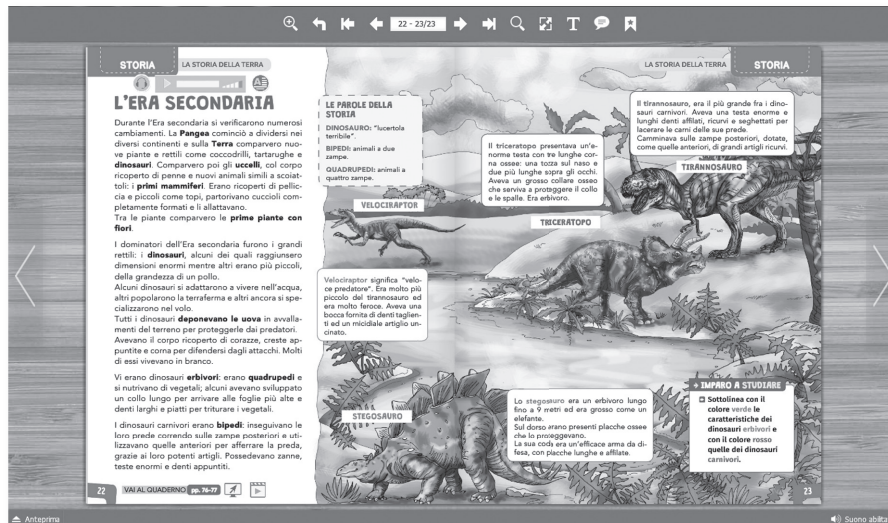 22 - 23/23
T
STORIA
LA STORIA DELLA TERRA
L'ERA SECONDARIA
Durante l'Era secondaria si verificarono numerosi
cambiamenti. La Pangea cominciò a dividersi nei
diversi continenti e sulla Terra comparvero nuo-
ve piante e rettili come coccodrilli, tartarughe e
dinosauri. Comparvero poi gli uccelli, col corpo
ricoperto di penne e nuovi animali simili a scoiat-
toli: i primi mammiferi. Erano ricoperti di pellic-
cia e piccoli come topi, partorivano cuccioli com-
pletamente formati e li allattavano.
Tra le piante comparvero le prime piante con
fiori.
I dominatori dell'Era secondaria furono i grandi
rettili: i dinosauri, alcuni dei quali raggiunsero
dimensioni enormi mentre altri erano più piccoli,
della grandezza di un pollo.
Alcuni dinosauri si adattarono a vivere nell'acqua,
altri popolarono la terraferma e altri ancora si spe-
cializzarono nel volo.
Tutti i dinosauri deponevano le uova in avvalla-
menti del terreno per proteggerle dai predatori.
Avevano il corpo ricoperto di corazze, creste ap-
puntite e corna per difendersi dagli attacchi. Molti
di essi vivevano in branco.
Vi erano dinosauri erbivori: erano quadrupedi e
si nutrivano di vegetali; alcuni avevano sviluppato
un collo lungo per arrivare alle foglie più alte e
denti larghi e piatti per triturare i vegetali.
I dinosauri carnivori erano bipedi: inseguivano le
loro prede correndo sulle zampe posteriori e uti-
lizzavano quelle anteriori per afferrare la preda,
grazie ai loro potenti artigli. Possedevano zanne,
teste enormi e denti appuntiti.
22
VAI AL QUADERNO pp. 76-77
LE PAROLE DELLA
STORIA
DINOSAURO: "lucertola
terribile".
BIPEDI: animali a due
zampe.
QUADRUPEDI: animali a
quattro zampe.
VELOCIRAPTOR
Velociraptor significa "velo-
ce predatore". Era molto più
piccolo del tirannosauro ed
era molto feroce. Aveva una
bocca fornita di denti taglien-
ti ed un micidiale artiglio un-
cinato.
STEGOSAURO
LA STORIA DELLA TERRA
STORIA
Il tirannosauro, era il più grande fra i dino-
sauri carnivori. Aveva una testa enorme e
lunghi denti affilati, ricurvi e seghettati per
lacerare le carni delle sue prede.
Camminava sulle zampe posteriori, dotate,
come quelle anteriori, di grandi artigli ricurvi.
TIRANNOSAURO
Il triceratopo presentava un'e-
norme testa con tre lunghe cor-
na ossee: una tozza sul naso e
due più lunghe sopra gli occhi.
Aveva un grosso collare osseo
che serviva a proteggere il collo
e le spalle. Era erbivoro.
TRICERATOPO
Lo stegosauro era un erbivoro lungo
fino a 9 metri ed era grosso come un
elefante.
Sul dorso erano presenti placche ossee
che lo proteggevano.
La sua coda era un'efficace arma da di-
fesa, con placche lunghe e affilate.
IMPARO A STUDIARE
Sottolinea con il
colore verde le
caratteristiche dei
dinosauri erbivori e
con il colore rosso
quelle dei dinosauri
carnivori.
23
Anteprima
Suono abilita